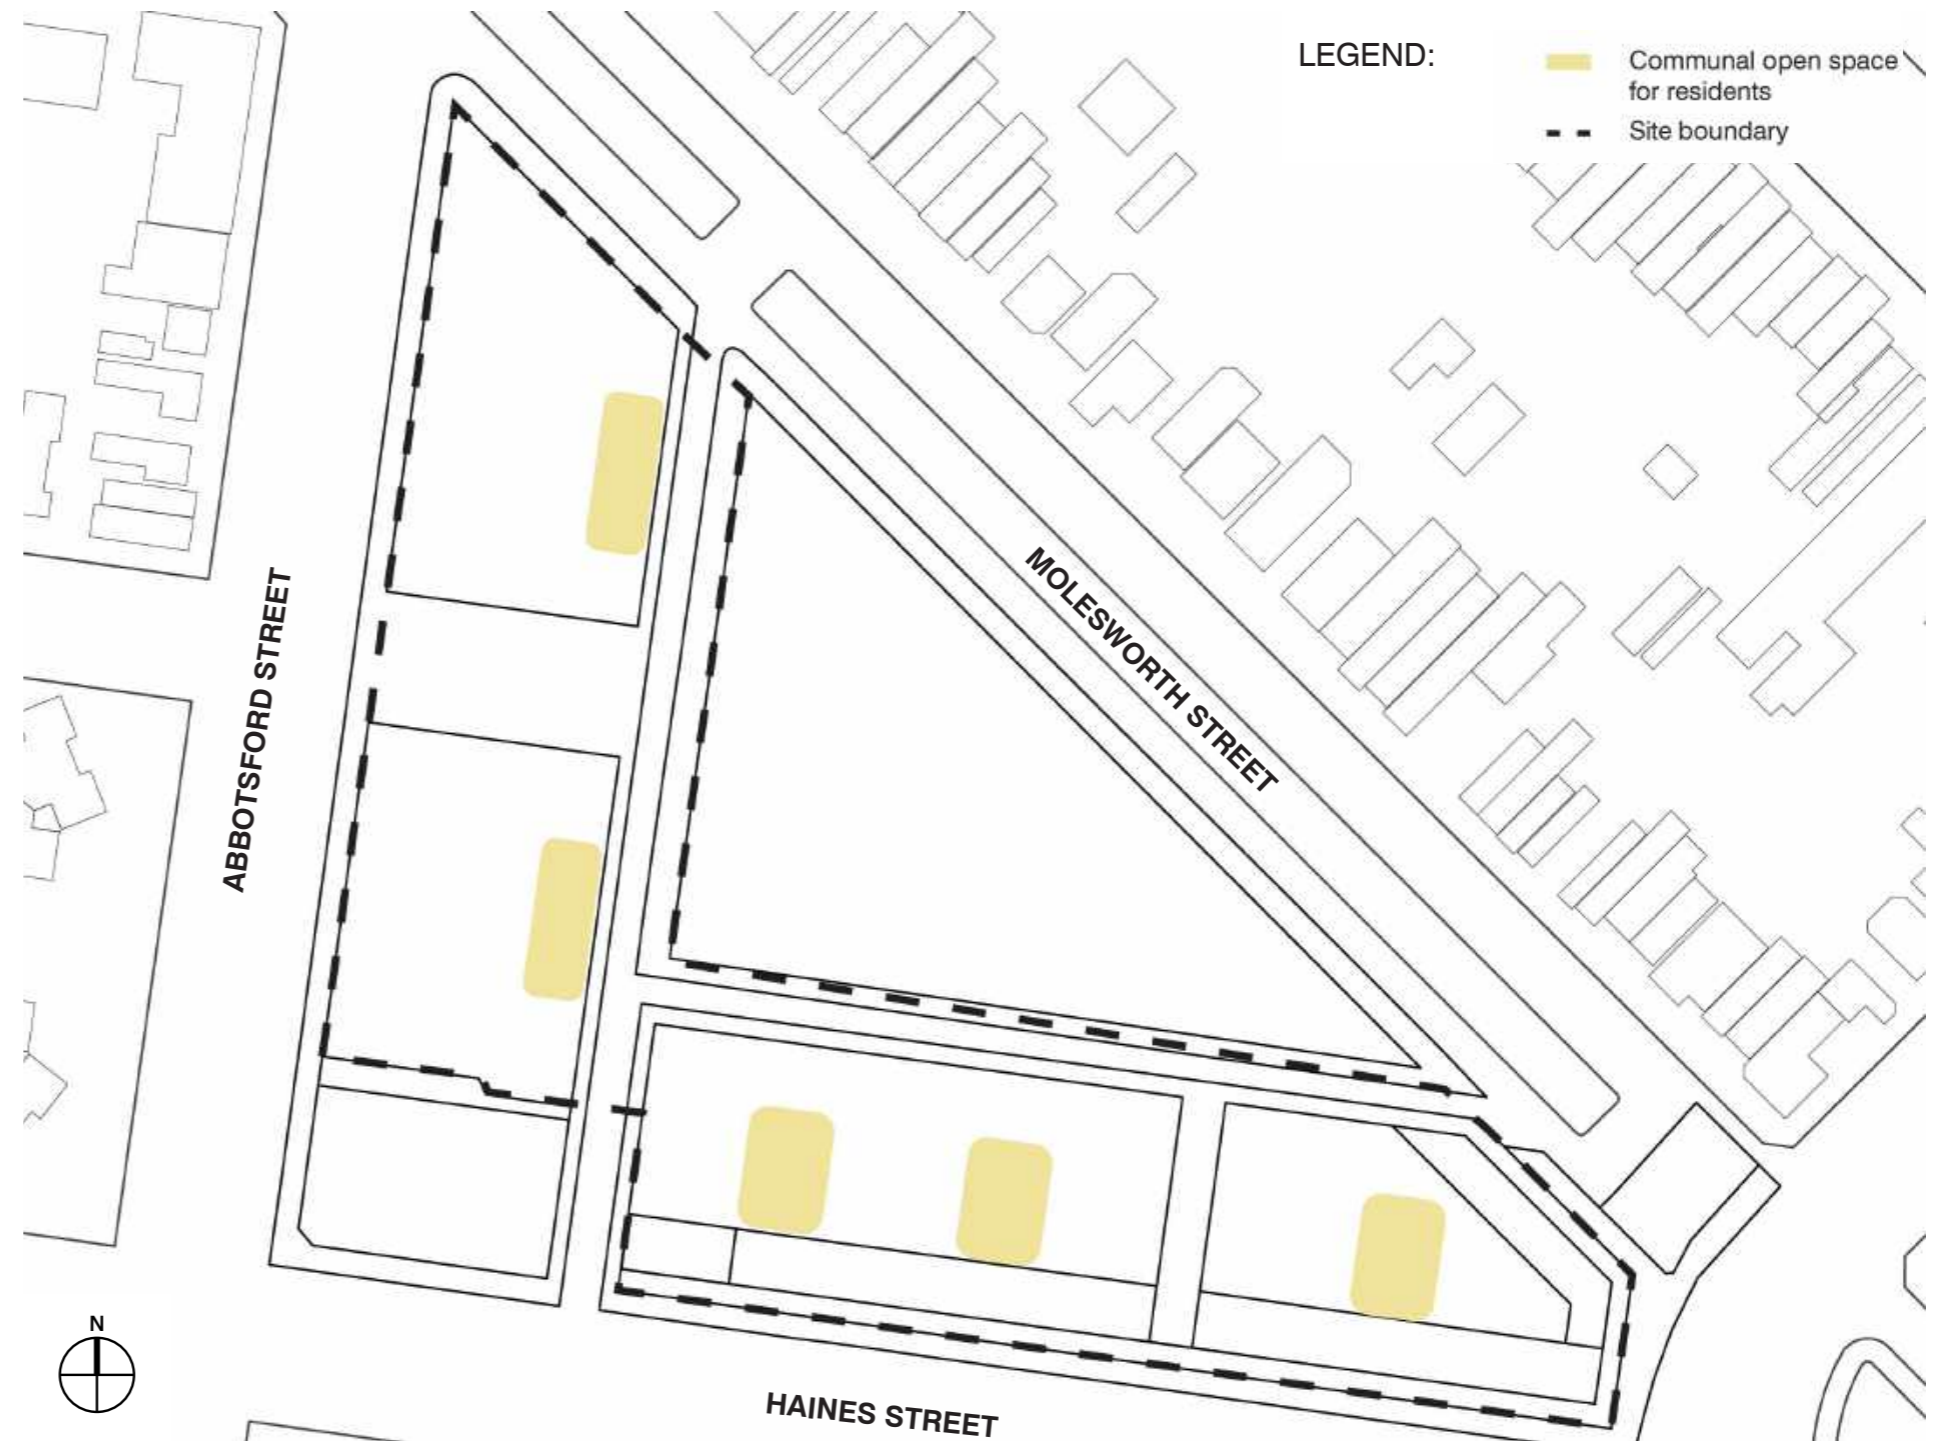 LEGEND:
Communal open space
for residents
Site boundary
MOLESWORTH STREET
ABBOTSFORD STREET
N
HAINES STREET